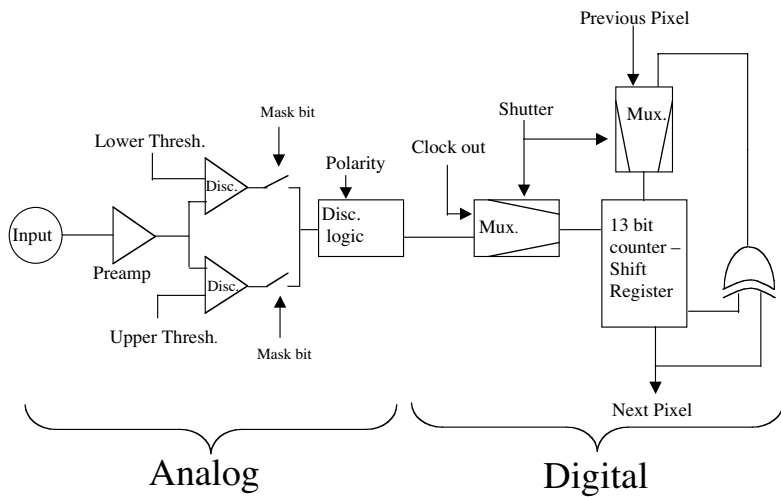 Previous Pixel
Shutter
Mux.
Mask bit
Lower Thresh.
Clock out
Polarity
Disc.
Input
Preamp
Disc.
logic
Mux.
13 bit
counter –
Shift
Register
Disc.
Upper Thresh.
Mask bit
Next Pixel
Analog
Digital